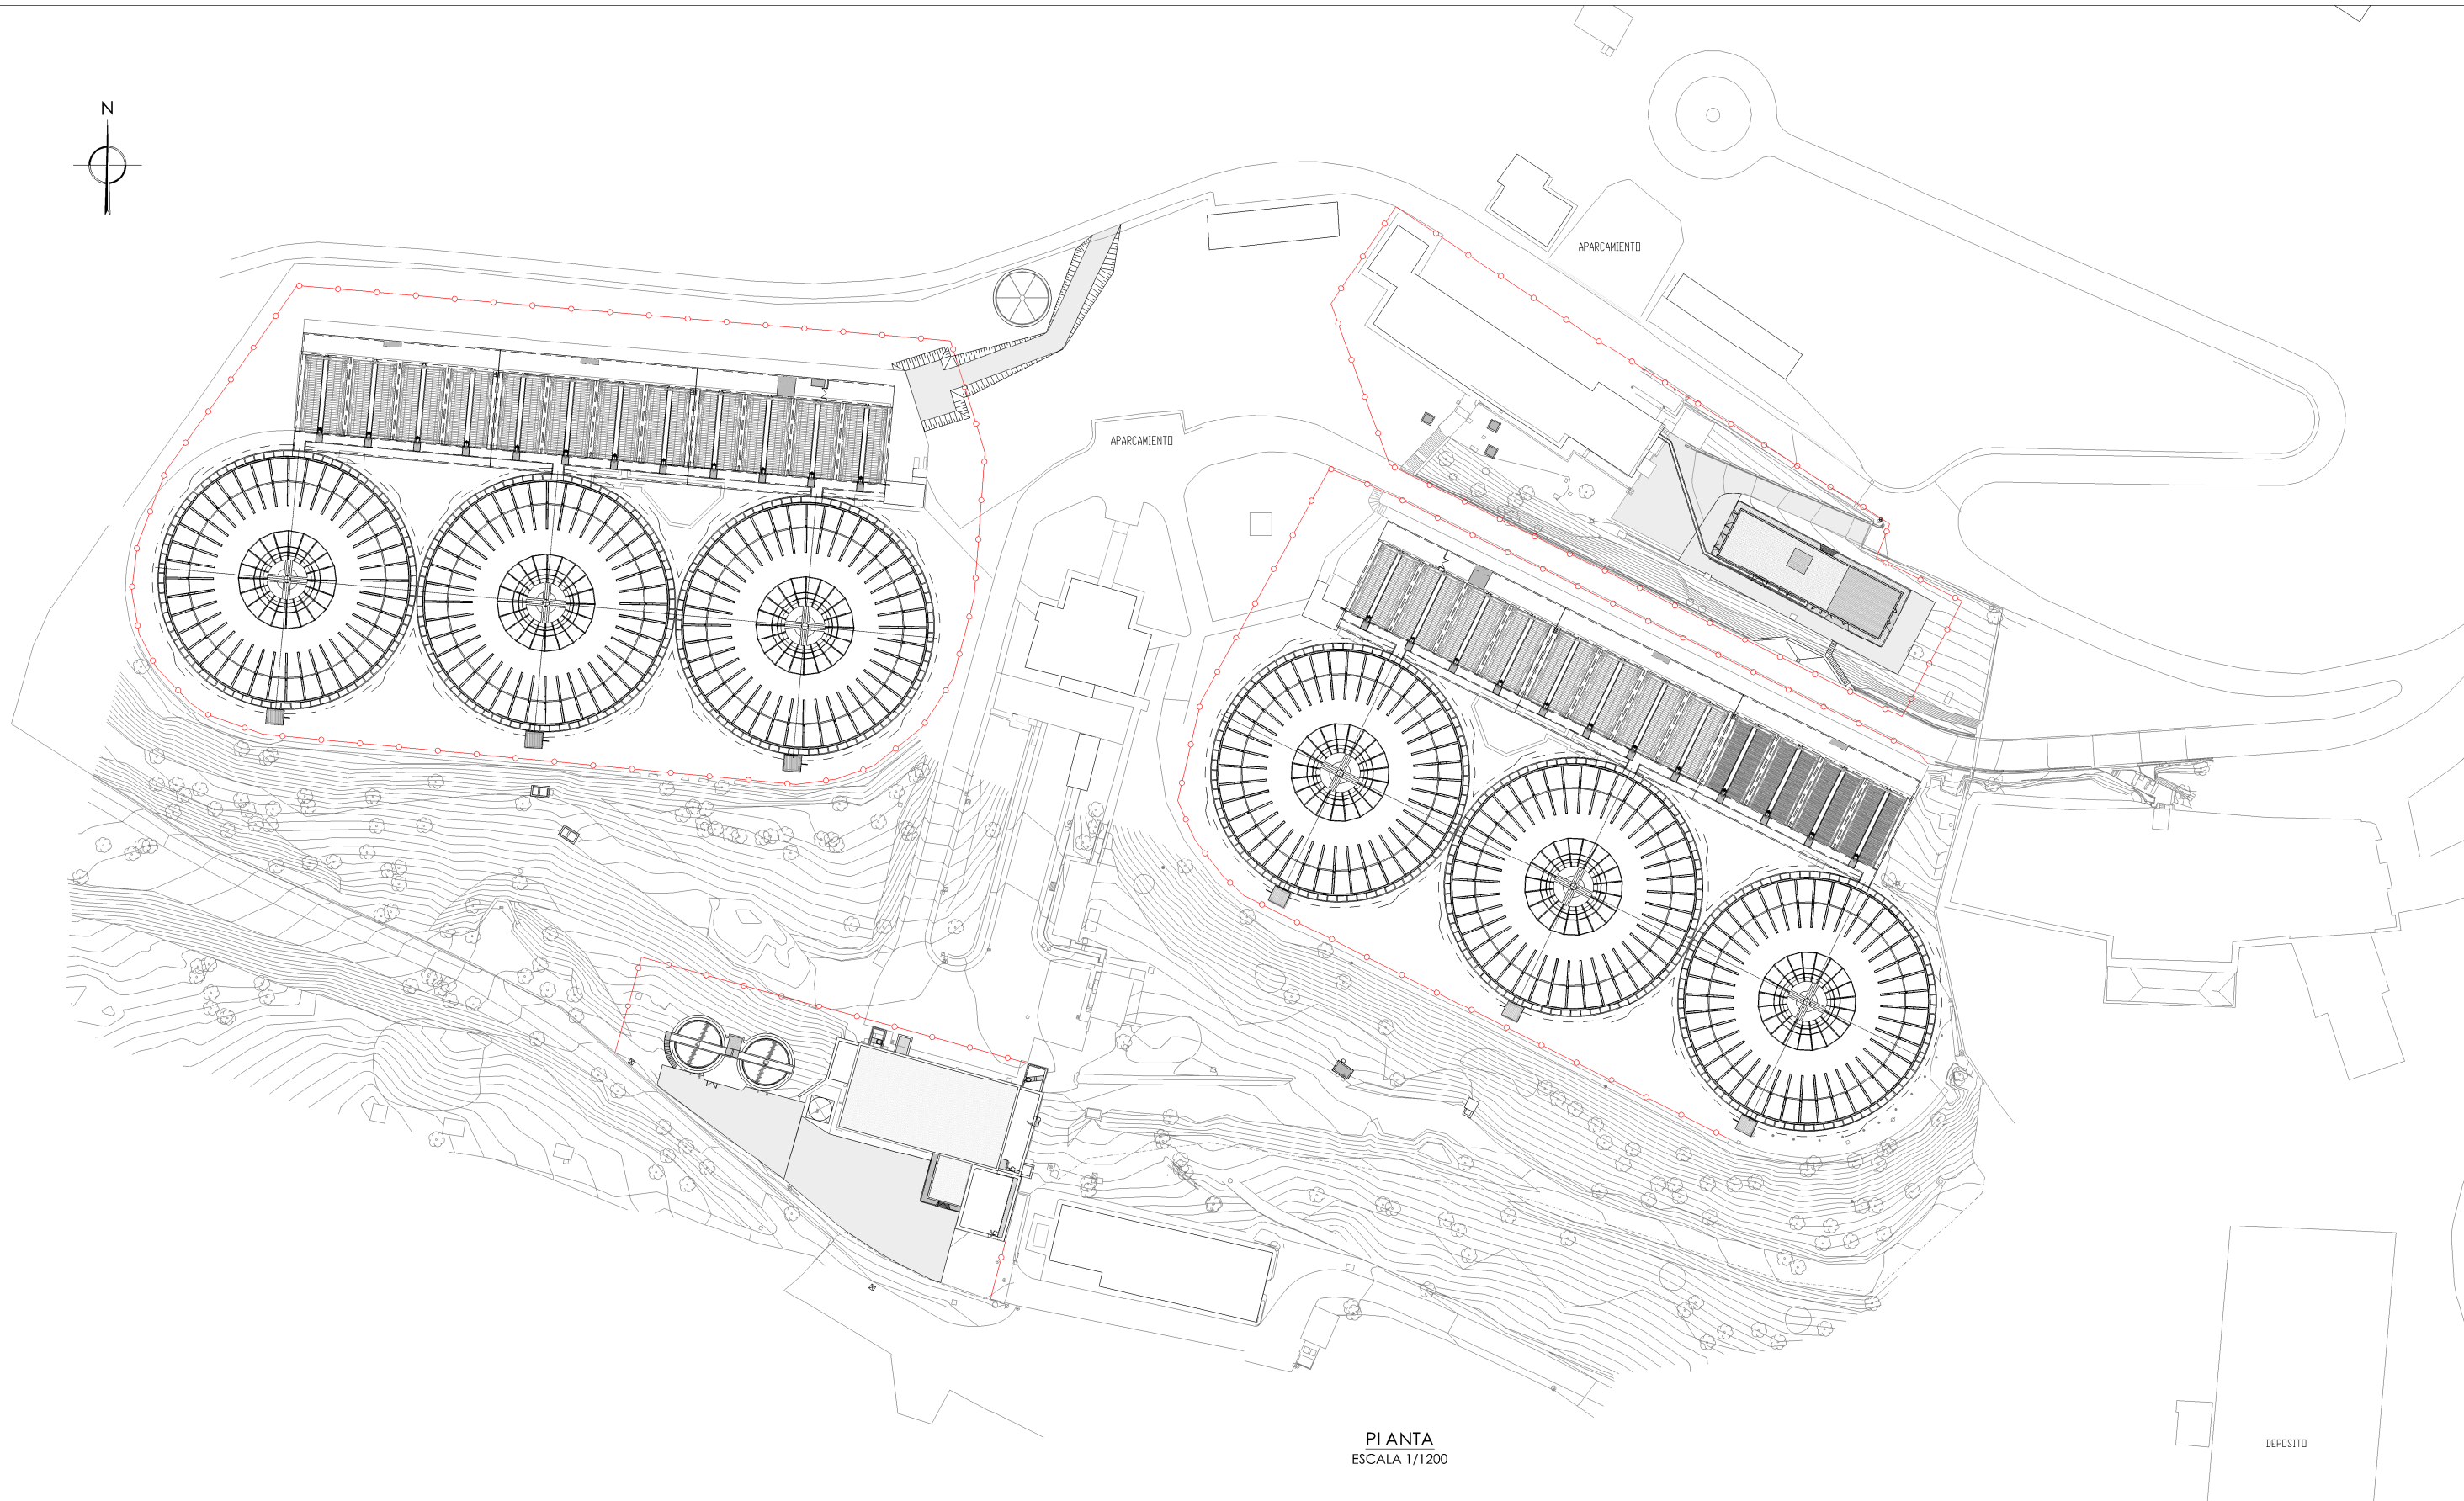 N
APARCAMIENTO
APARCAMIENTO
PLANTA
ESCALA 1/1200
DEPOSITO